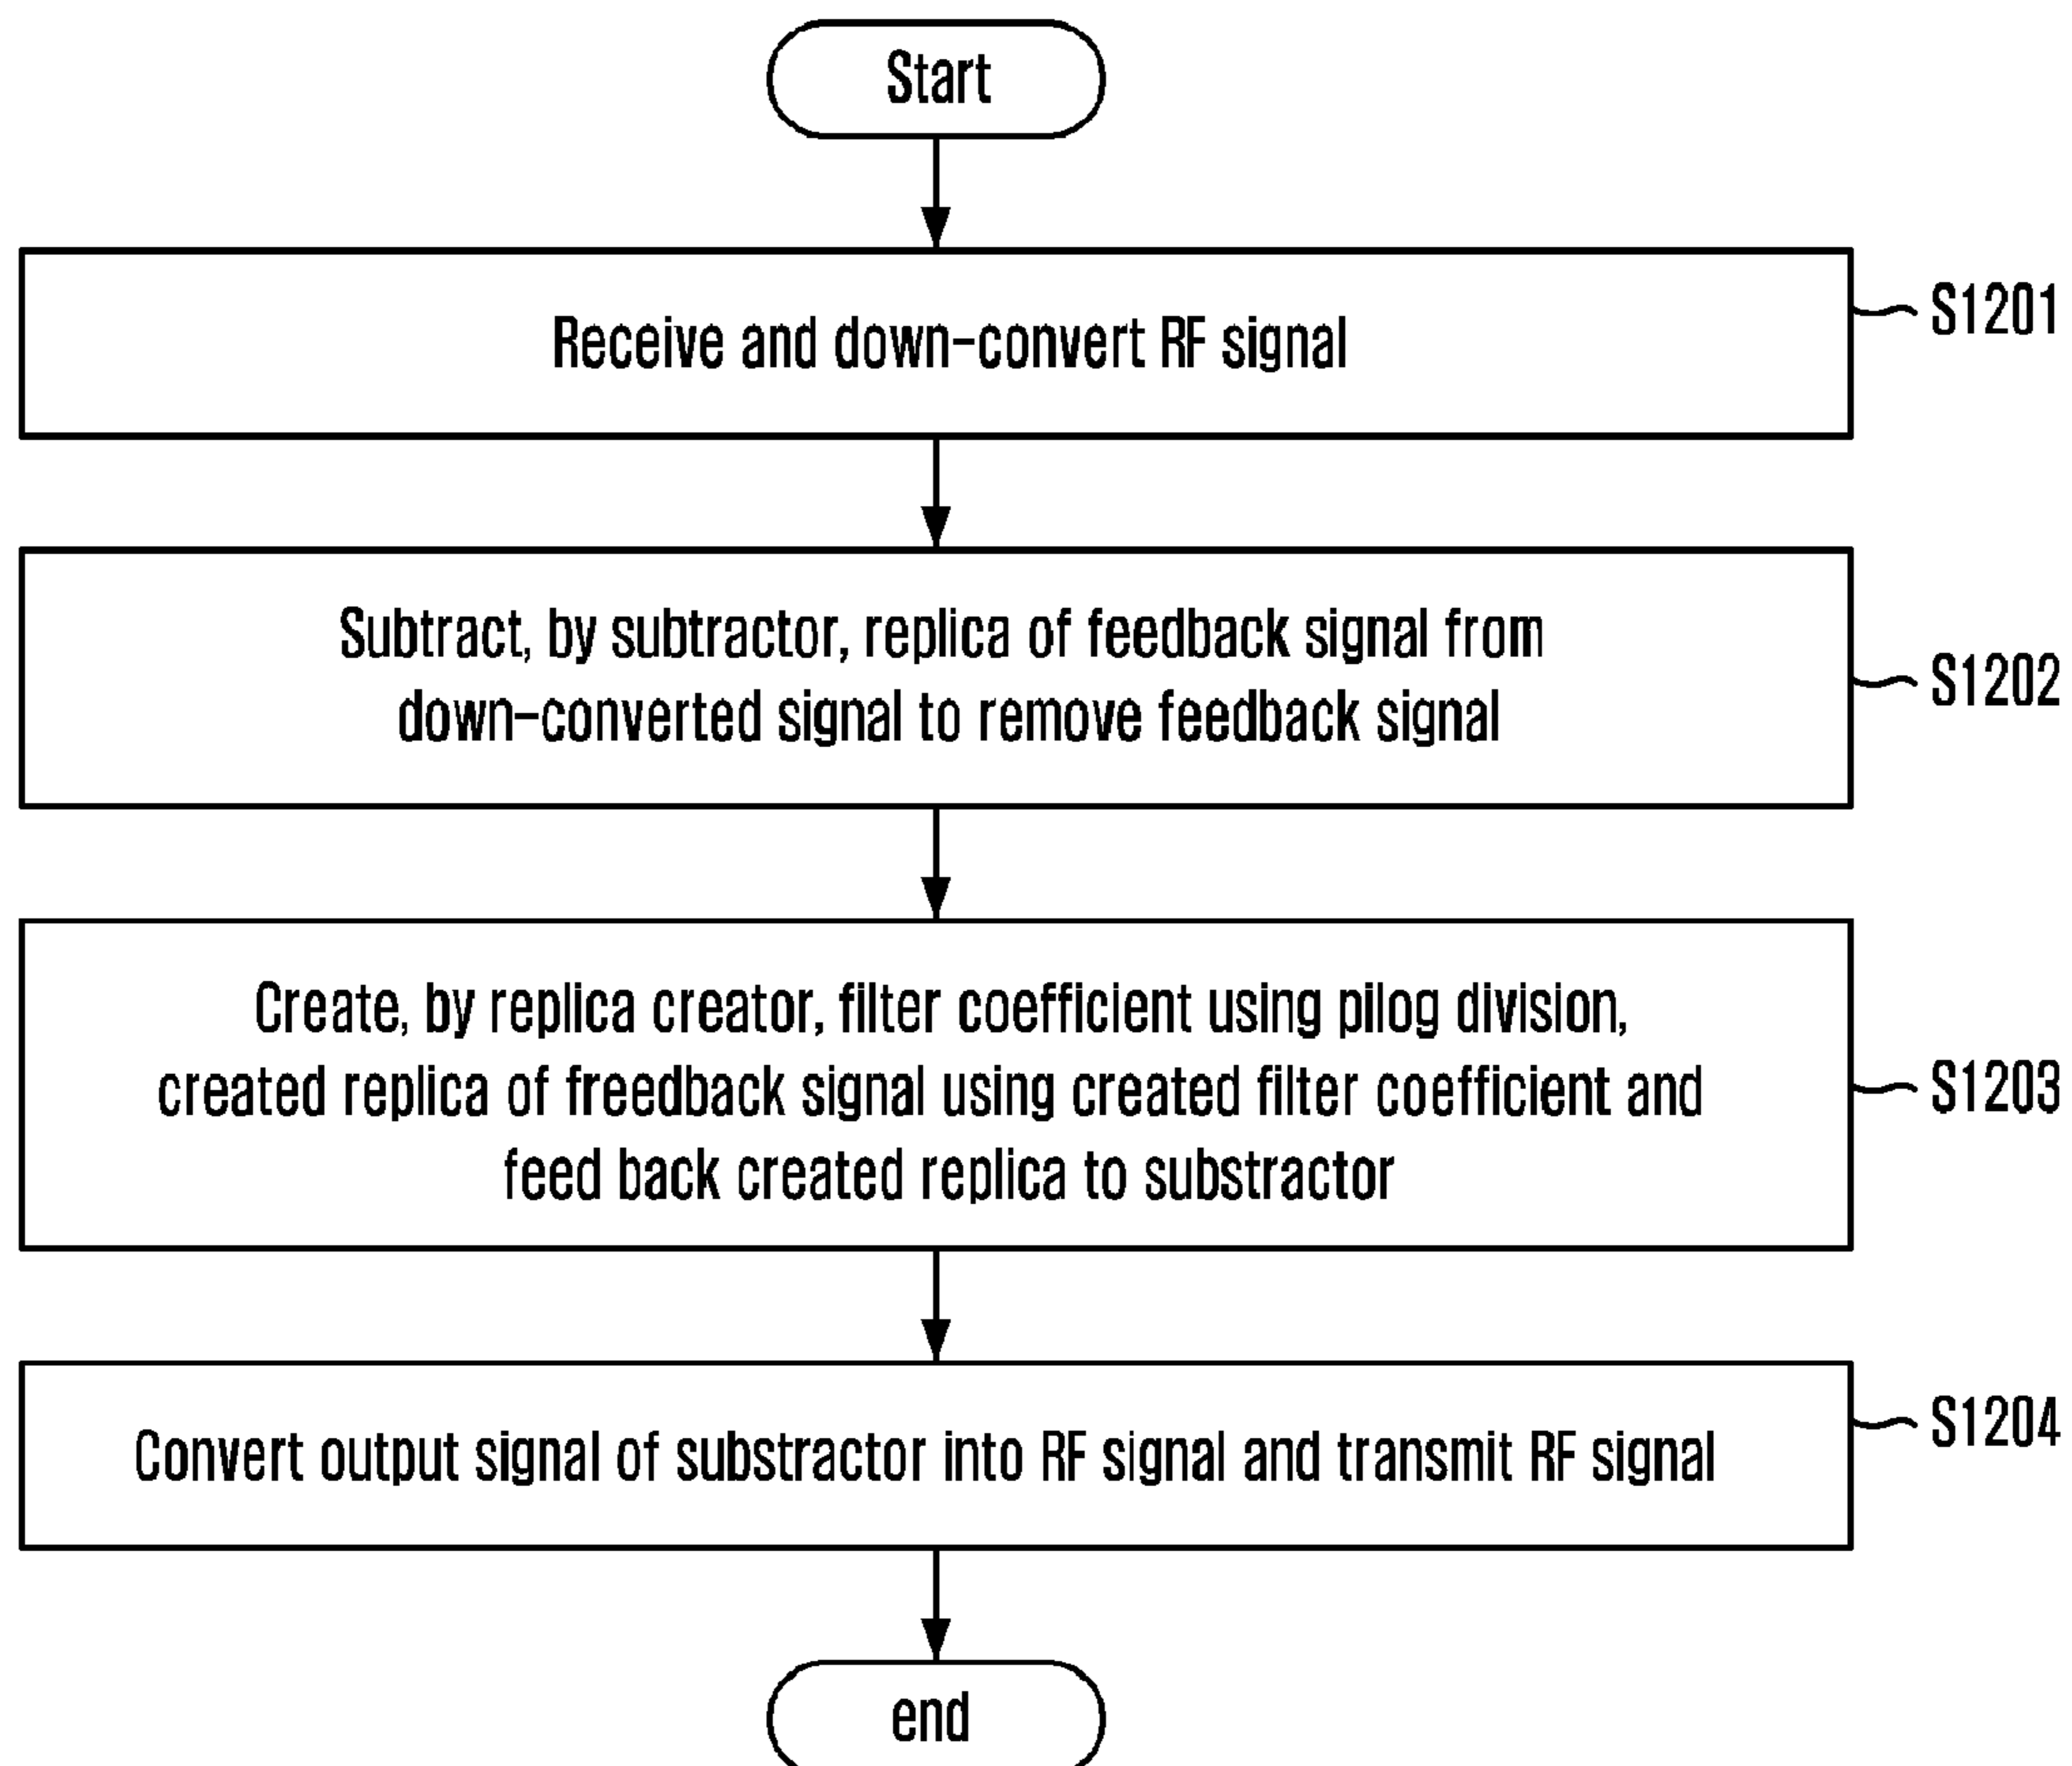 Start
Receive and down-convert RF signal
S1201
Subtract, by subtractor, replica of feedback signal from
down-converted signal to remove feedback signal
S1202
Create, by replica creator, filter coefficient using pilog division,
created replica of freedback signal using created filter coefficient and
feed back created replica to substractor
S1203
Convert output signal of substractor into RF signal and transmit RF signal
S1204
end